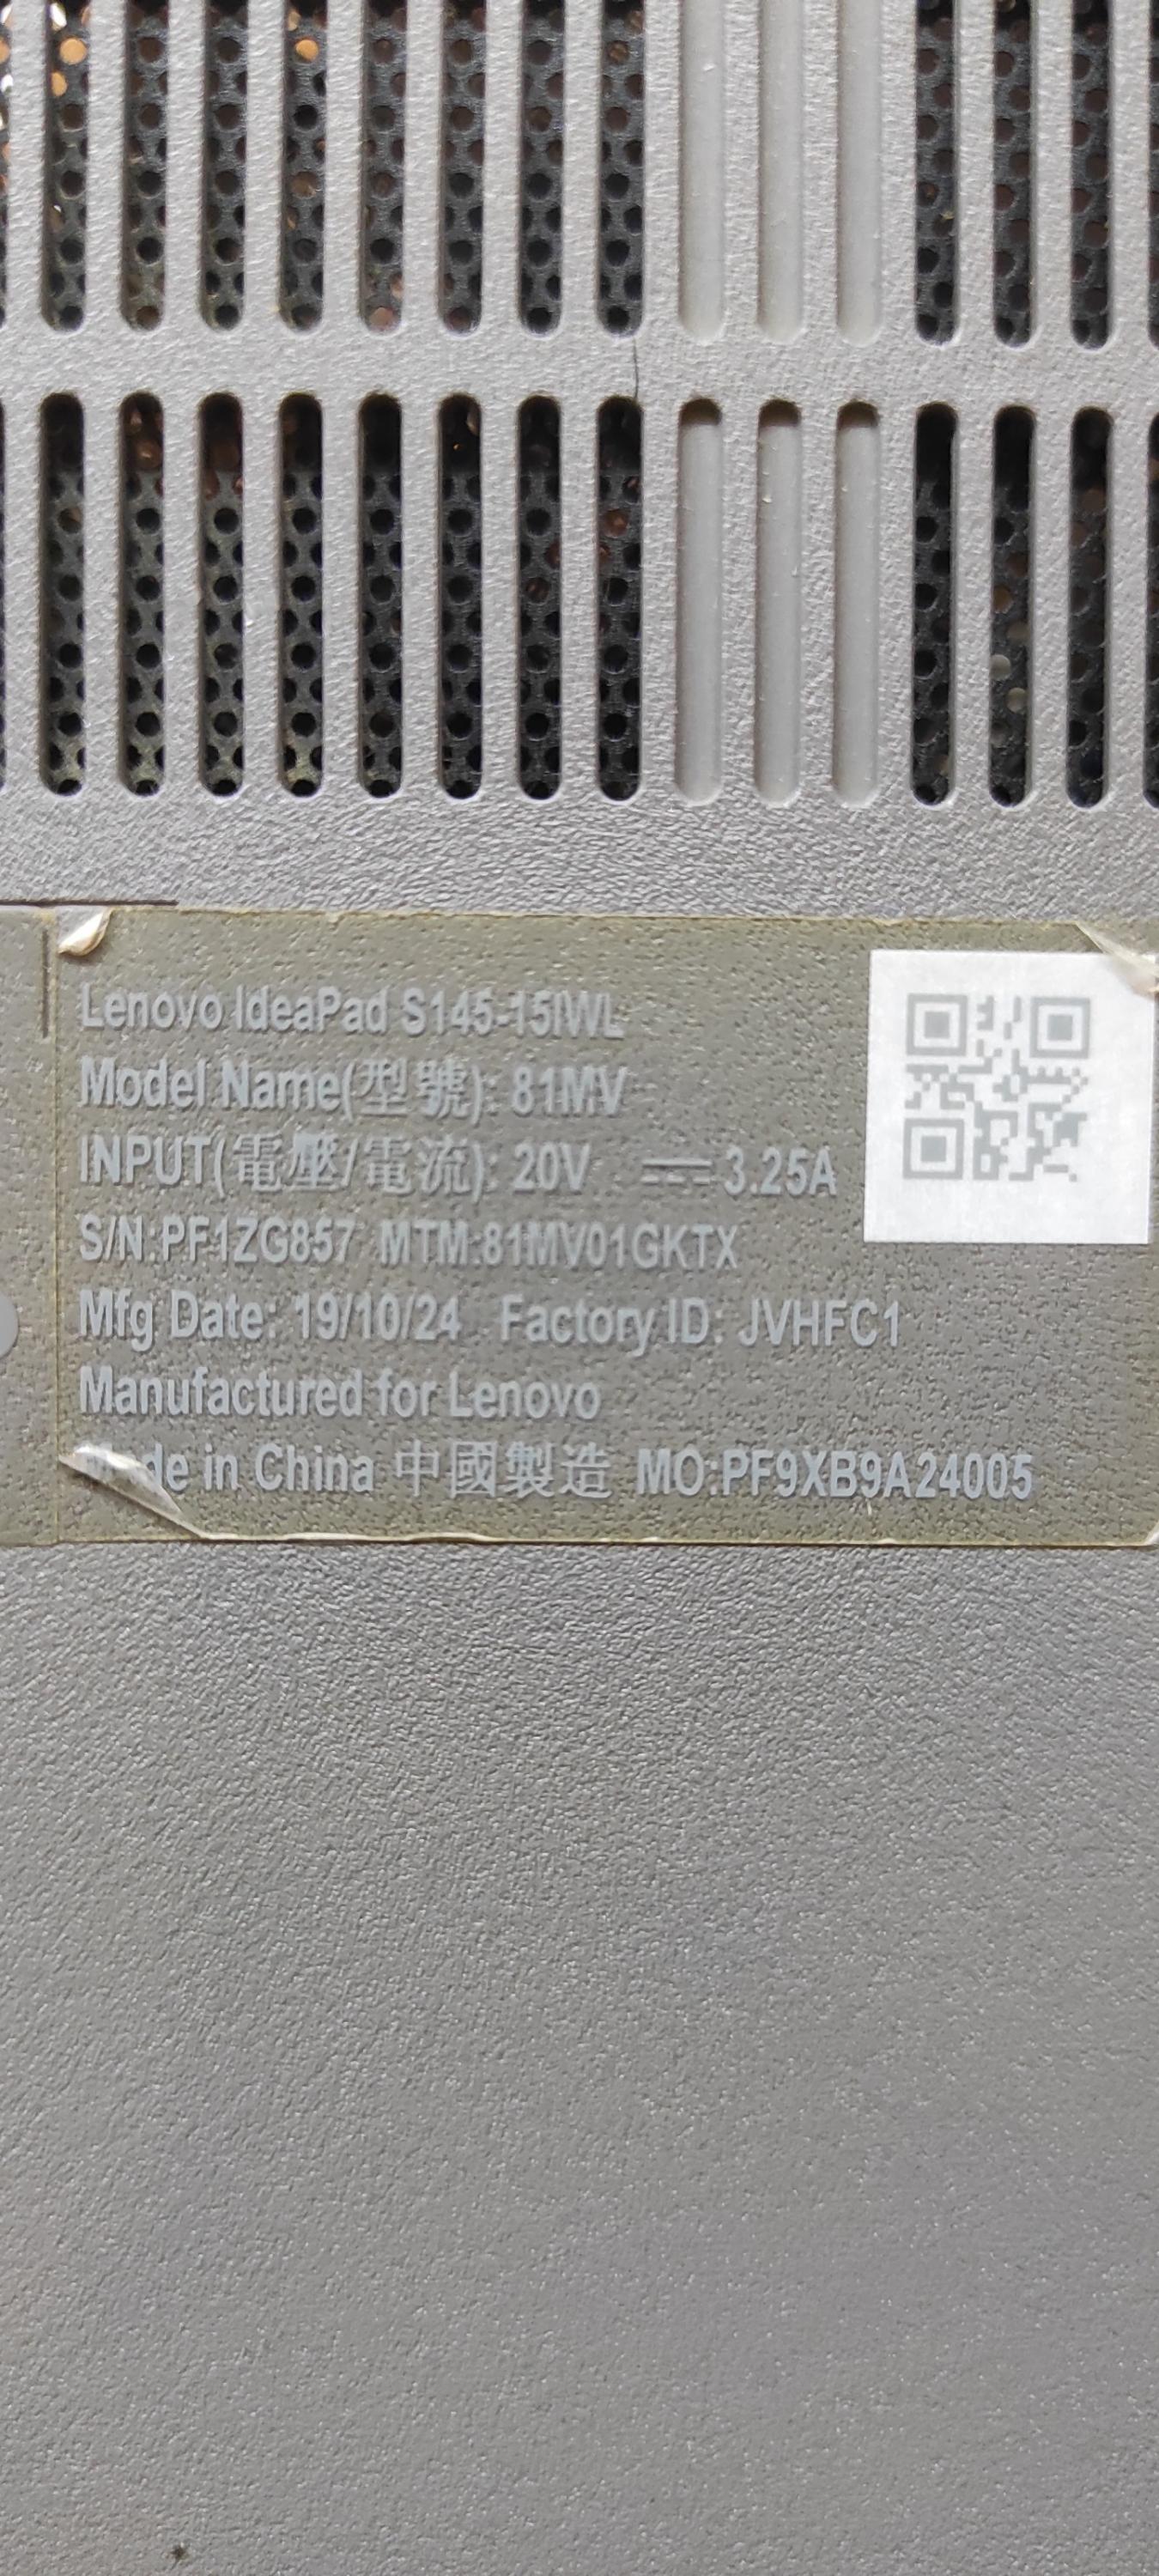 Lenovo IdeaPad S145-15IWL
Model Name(型號): 81MV
INPUT(電壓/電流): 20V ⎓ 3.25A
S/N:PF1ZG857 MTM:81MV01GKTX
Mfg Date: 19/10/24 Factory ID: JVHFC1
Manufactured for Lenovo
Made in China 中國製造 MO:PF9XB9A24005